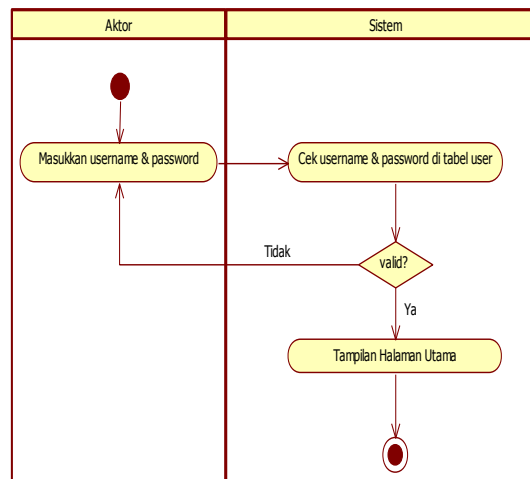 Aktor
Sistem
Masukkan username & password
Cek username & password di tabel user
Tidak
valid?
Ya
Tampilan Halaman Utama